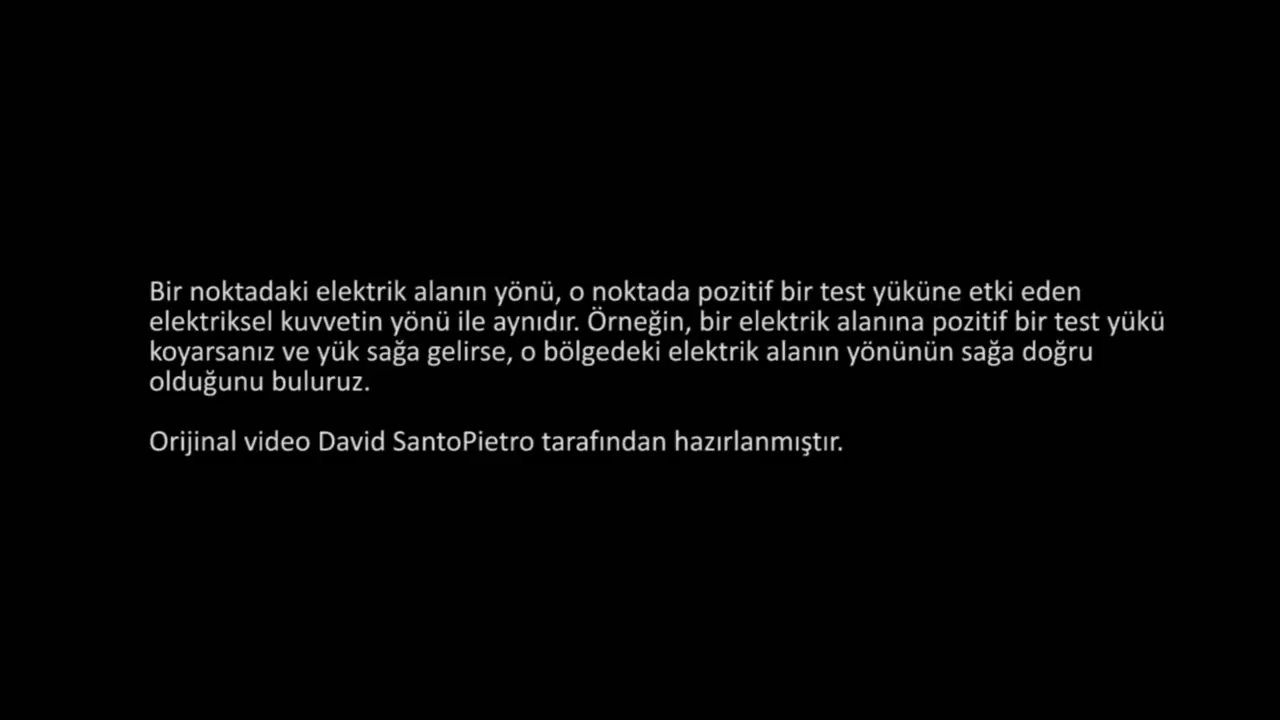 Bir noktadaki elektrik alanın yönü, o noktada pozitif bir test yüküne etki eden
elektriksel kuvvetin yönü ile aynıdır. Örneğin, bir elektrik alanına pozitif bir test yükü
koyarsanız ve yük sağa gelirse, o bölgedeki elektrik alanın yönünün sağa doğru
olduğunu buluruz.
Orijinal video David SantoPietro tarafından hazırlanmıştır.